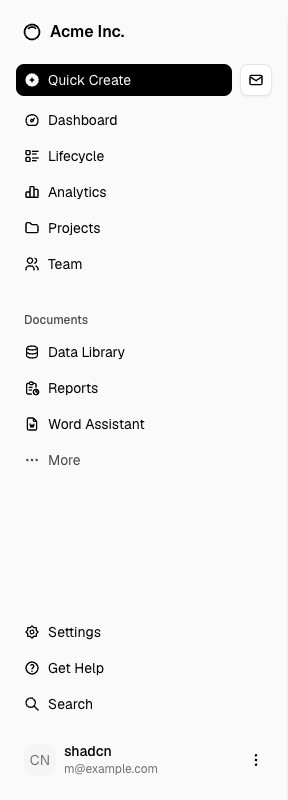 Acme Inc.
Quick Create
Dashboard
Lifecycle
Analytics
Projects
Team
Documents
Data Library
Reports
Word Assistant
More
Settings
Get Help
Search
CN
shadcn
m@example.com